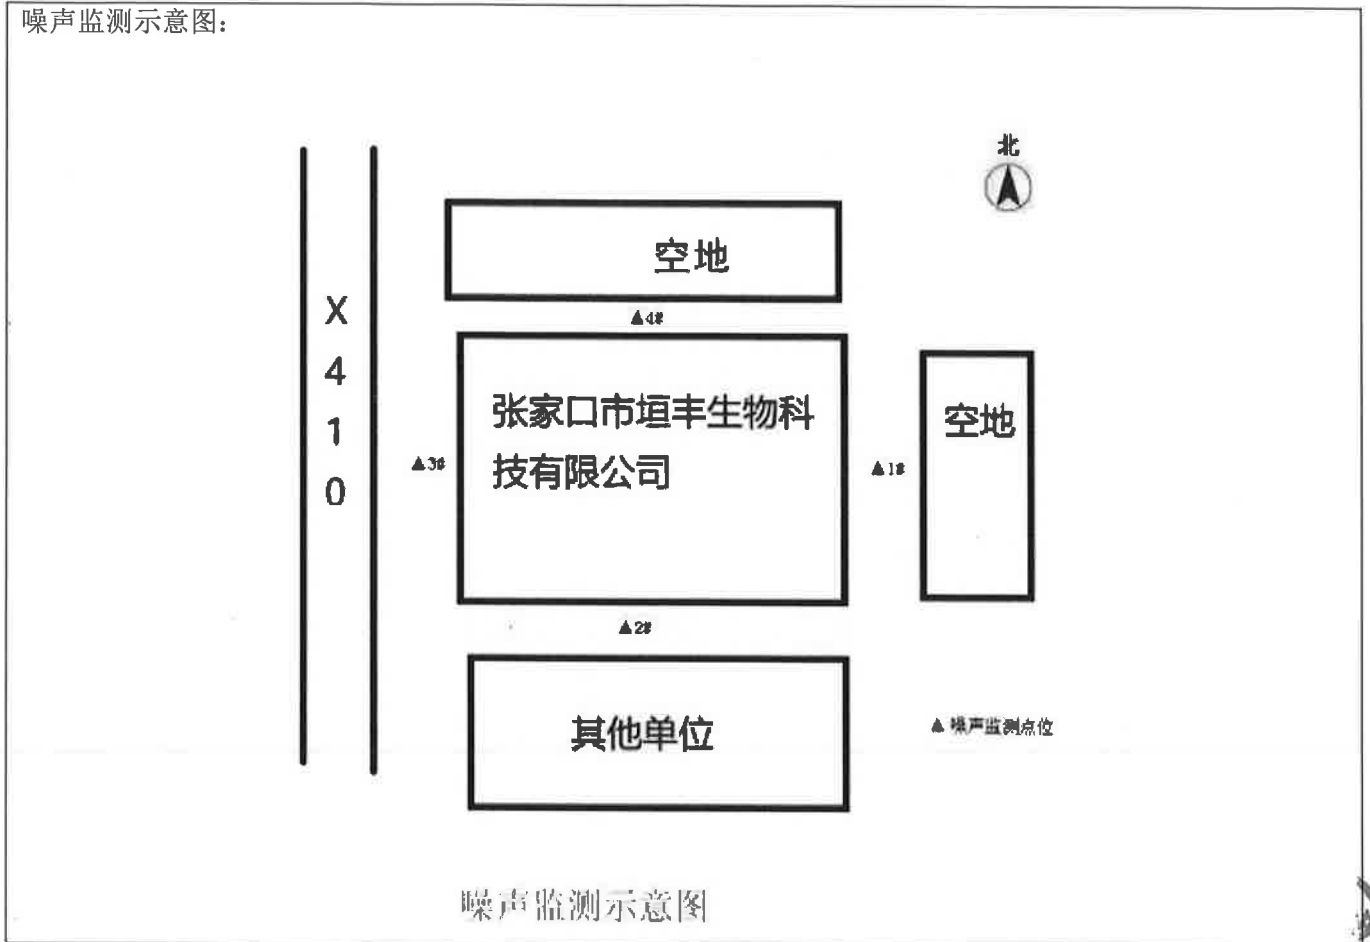 噪声监测示意图：
北
空地
▲4#
X
4
1
0
张家口市垣丰生物科
技有限公司
空地
▲3#
▲1#
▲2#
其他单位
▲ 噪声监测点位
噪声监测示意图